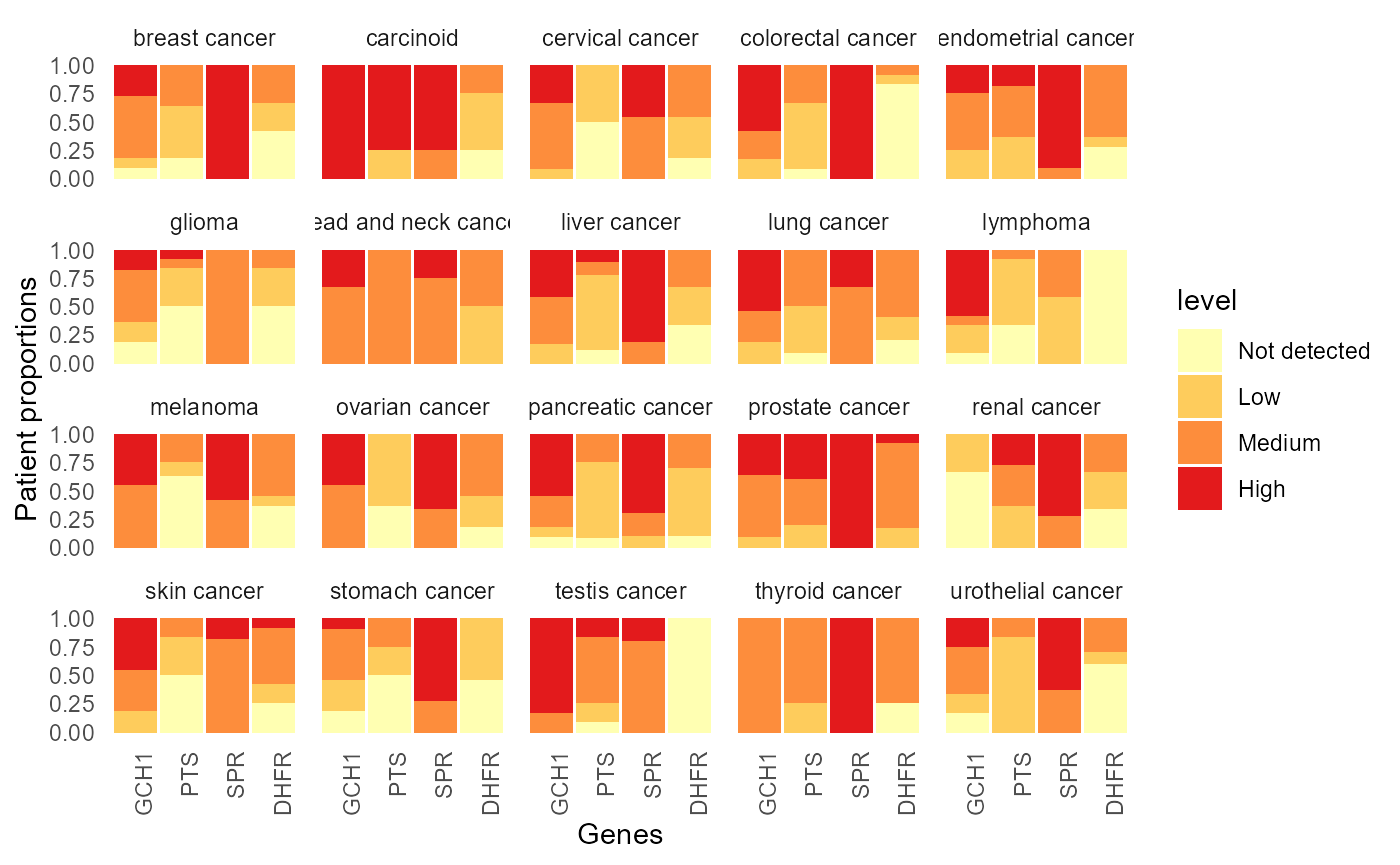 breast cancer carcinoid cervical cancer colorectal cancer endometrial cancer
1.00
0.75
0.50
0.25
0.00
glioma ead and neck cance liver cancer lung cancer lymphoma
1.00
0.75
0.50
0.25
0.00
melanoma ovarian cancer pancreatic cancer prostate cancer renal cancer
1.00
0.75
0.50
0.25
0.00
skin cancer stomach cancer testis cancer thyroid cancer urothelial cancer
1.00
0.75
0.50
0.25
0.00
GCH1 PTS SPR DHFR GCH1 PTS SPR DHFR GCH1 PTS SPR DHFR GCH1 PTS SPR DHFR GCH1 PTS SPR DHFR
Genes
Patient proportions
level
Not detected
Low
Medium
High